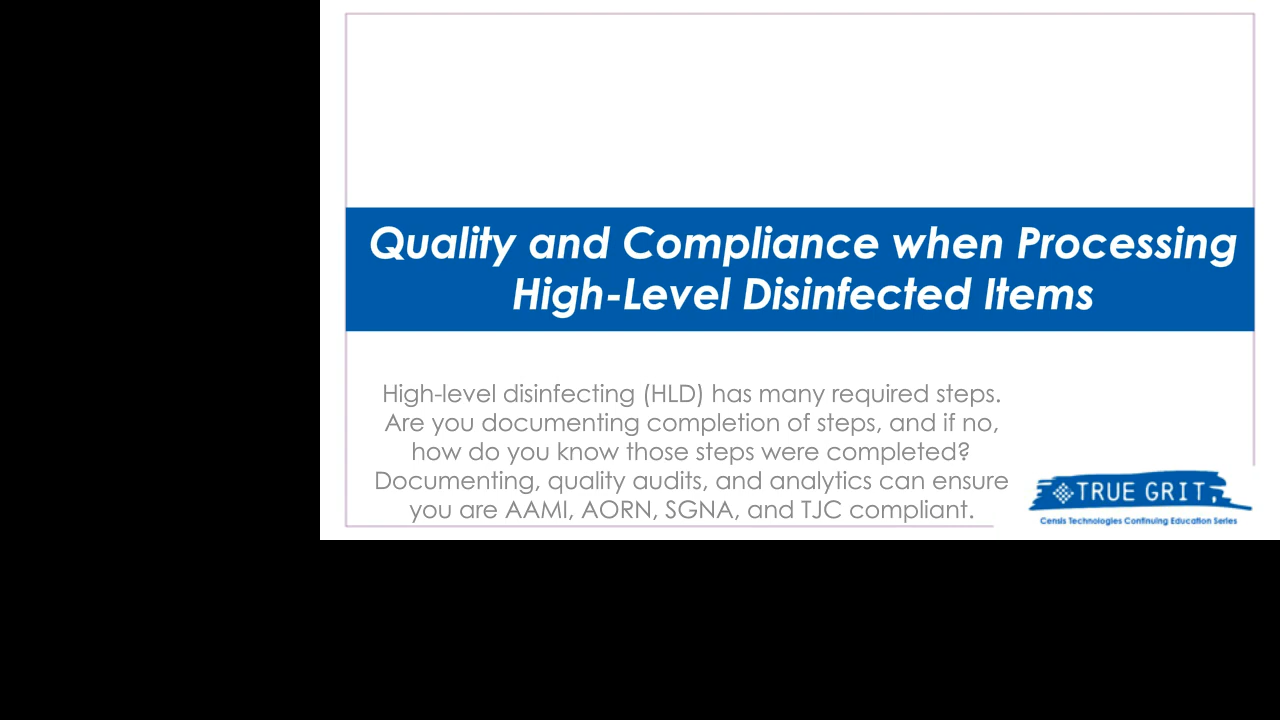 Quality and Compliance when Processing
High-Level Disinfected Items
High-level disinfecting (HLD) has many required steps.
Are you documenting completion of steps, and if no,
how do you know those steps were completed?
Documenting, quality audits, and analytics can ensure
you are AAMI, AORN, SGNA, and TJC compliant.
TRUE GRIT
Censis Technologies Continuing Education Series